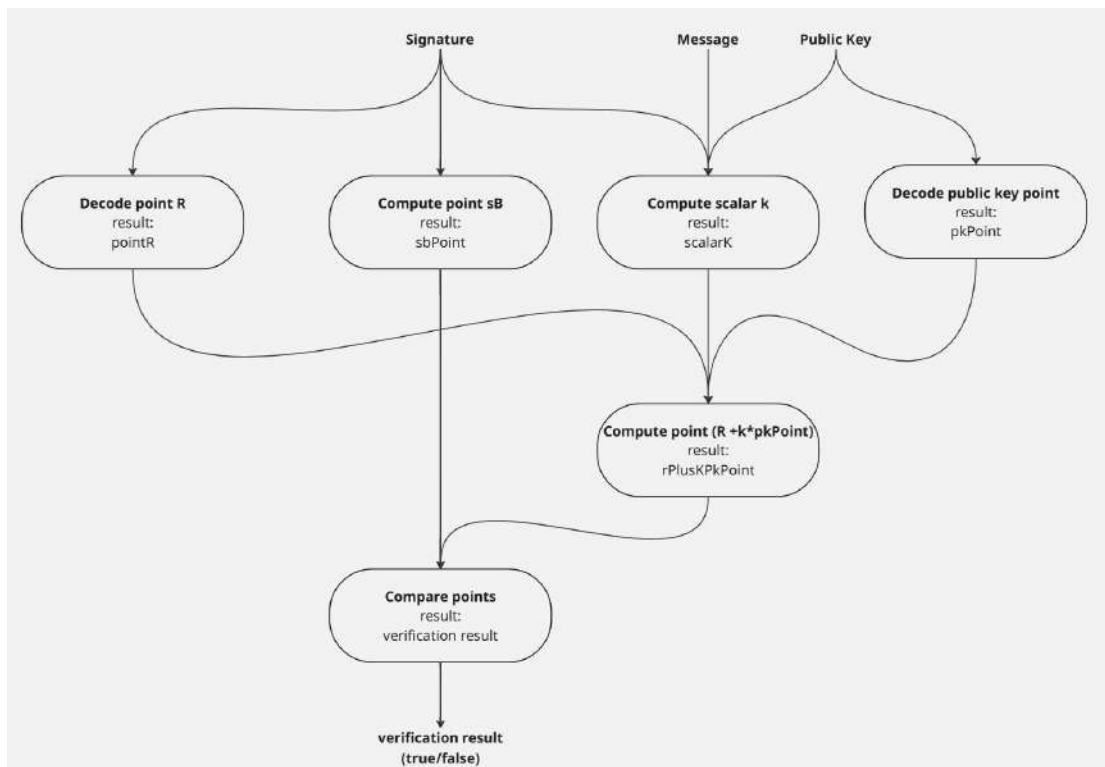 Signature
Message
Public Key
Decode point R
result:
pointR
Compute point sB
result:
sbPoint
Compute scalar k
result:
scalarK
Decode public key point
result:
pkPoint
Compute point (R +k*pkPoint)
result:
rPlusKPkPoint
Compare points
result:
verification result
verification result
(true/false)